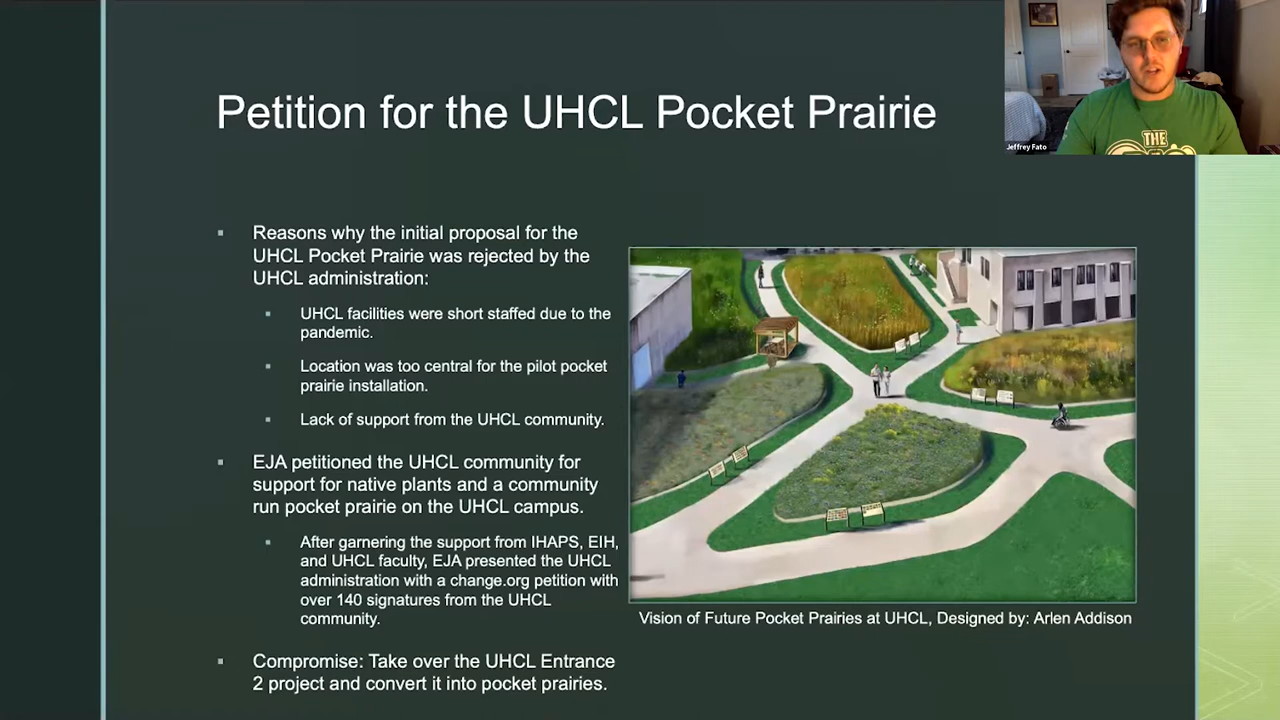 Petition for the UHCL Pocket Prairie
Jeffrey Fato
THE
▪ Reasons why the initial proposal for the
UHCL Pocket Prairie was rejected by the
UHCL administration:
▪ UHCL facilities were short staffed due to the
pandemic.
▪ Location was too central for the pilot pocket
prairie installation.
▪ Lack of support from the UHCL community.
▪ EJA petitioned the UHCL community for
support for native plants and a community
run pocket prairie on the UHCL campus.
▪ After garnering the support from IHAPS, EIH,
and UHCL faculty, EJA presented the UHCL
administration with a change.org petition with
over 140 signatures from the UHCL
community.
▪ Compromise: Take over the UHCL Entrance
2 project and convert it into pocket prairies.
Vision of Future Pocket Prairies at UHCL, Designed by: Arlen Addison